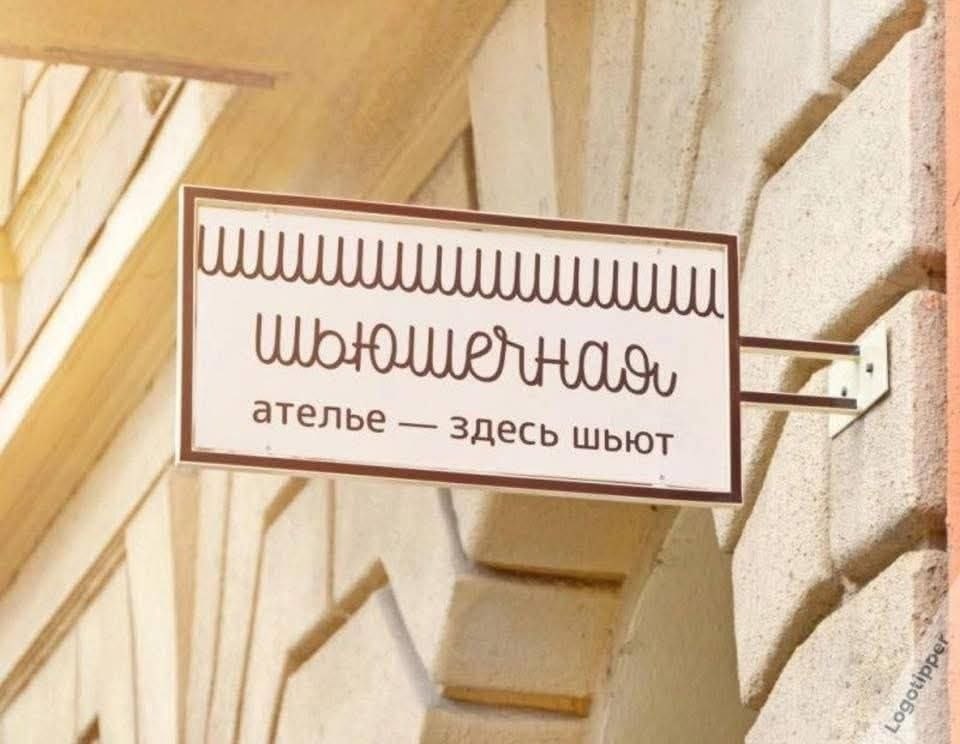 шьюшечная
ателье — здесь шьют
Logotipper